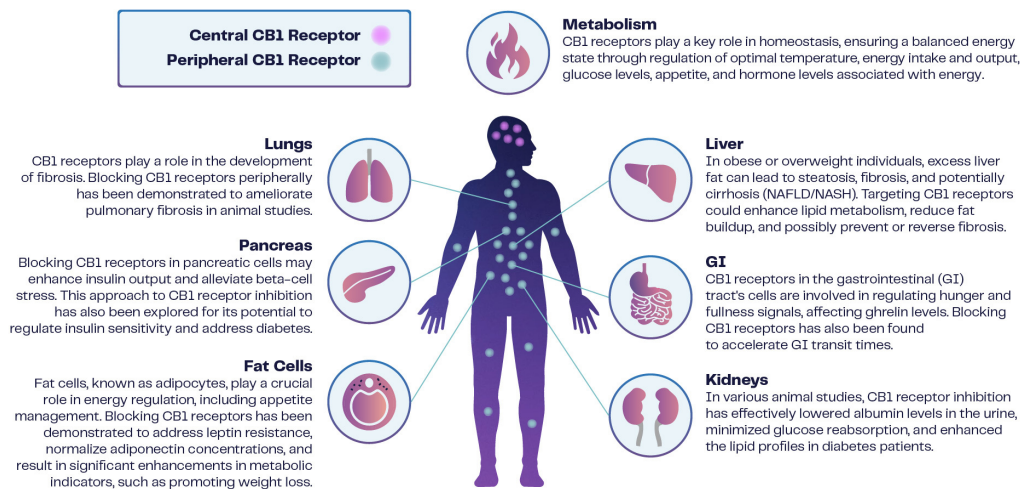 Central CB1 Receptor
Peripheral CB1 Receptor
Metabolism
CB1 receptors play a key role in homeostasis, ensuring a balanced energy
state through regulation of optimal temperature, energy intake and output,
glucose levels, appetite, and hormone levels associated with energy.
Lungs
CB1 receptors play a role in the development
of fibrosis. Blocking CB1 receptors peripherally
has been demonstrated to ameliorate
pulmonary fibrosis in animal studies.
Pancreas
Blocking CB1 receptors in pancreatic cells may
enhance insulin output and alleviate beta-cell
stress. This approach to CB1 receptor inhibition
has also been explored for its potential to
regulate insulin sensitivity and address diabetes.
Fat Cells
Fat cells, known as adipocytes, play a crucial
role in energy regulation, including appetite
management. Blocking CB1 receptors has been
demonstrated to address leptin resistance,
normalize adiponectin concentrations, and
result in significant enhancements in metabolic
indicators, such as promoting weight loss.
Liver
In obese or overweight individuals, excess liver
fat can lead to steatosis, fibrosis, and potentially
cirrhosis (NAFLD/NASH). Targeting CB1 receptors
could enhance lipid metabolism, reduce fat
buildup, and possibly prevent or reverse fibrosis.
GI
CB1 receptors in the gastrointestinal (GI)
tract's cells are involved in regulating hunger and
fullness signals, affecting ghrelin levels. Blocking
CB1 receptors has also been found
to accelerate GI transit times.
Kidneys
In various animal studies, CB1 receptor inhibition
has effectively lowered albumin levels in the urine,
minimized glucose reabsorption, and enhanced
the lipid profiles in diabetes patients.